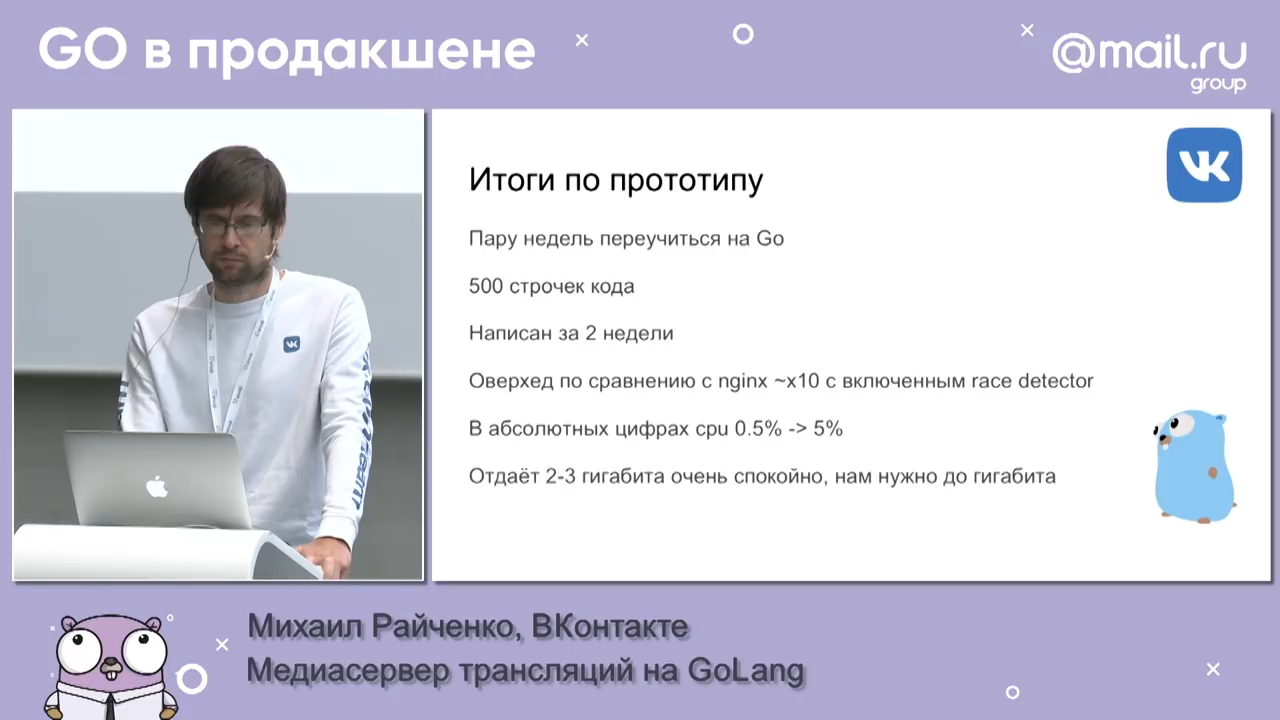 GO в продакшене
@mail.ru
group
Итоги по прототипу
Пару недель переучиться на Go
500 строчек кода
Написан за 2 недели
Оверхед по сравнению с nginx ~x10 с включенным race detector
В абсолютных цифрах cpu 0.5% -> 5%
Отдаёт 2-3 гигабита очень спокойно, нам нужно до гигабита
Михаил Райченко, ВКонтакте
Медиасервер трансляций на GoLang